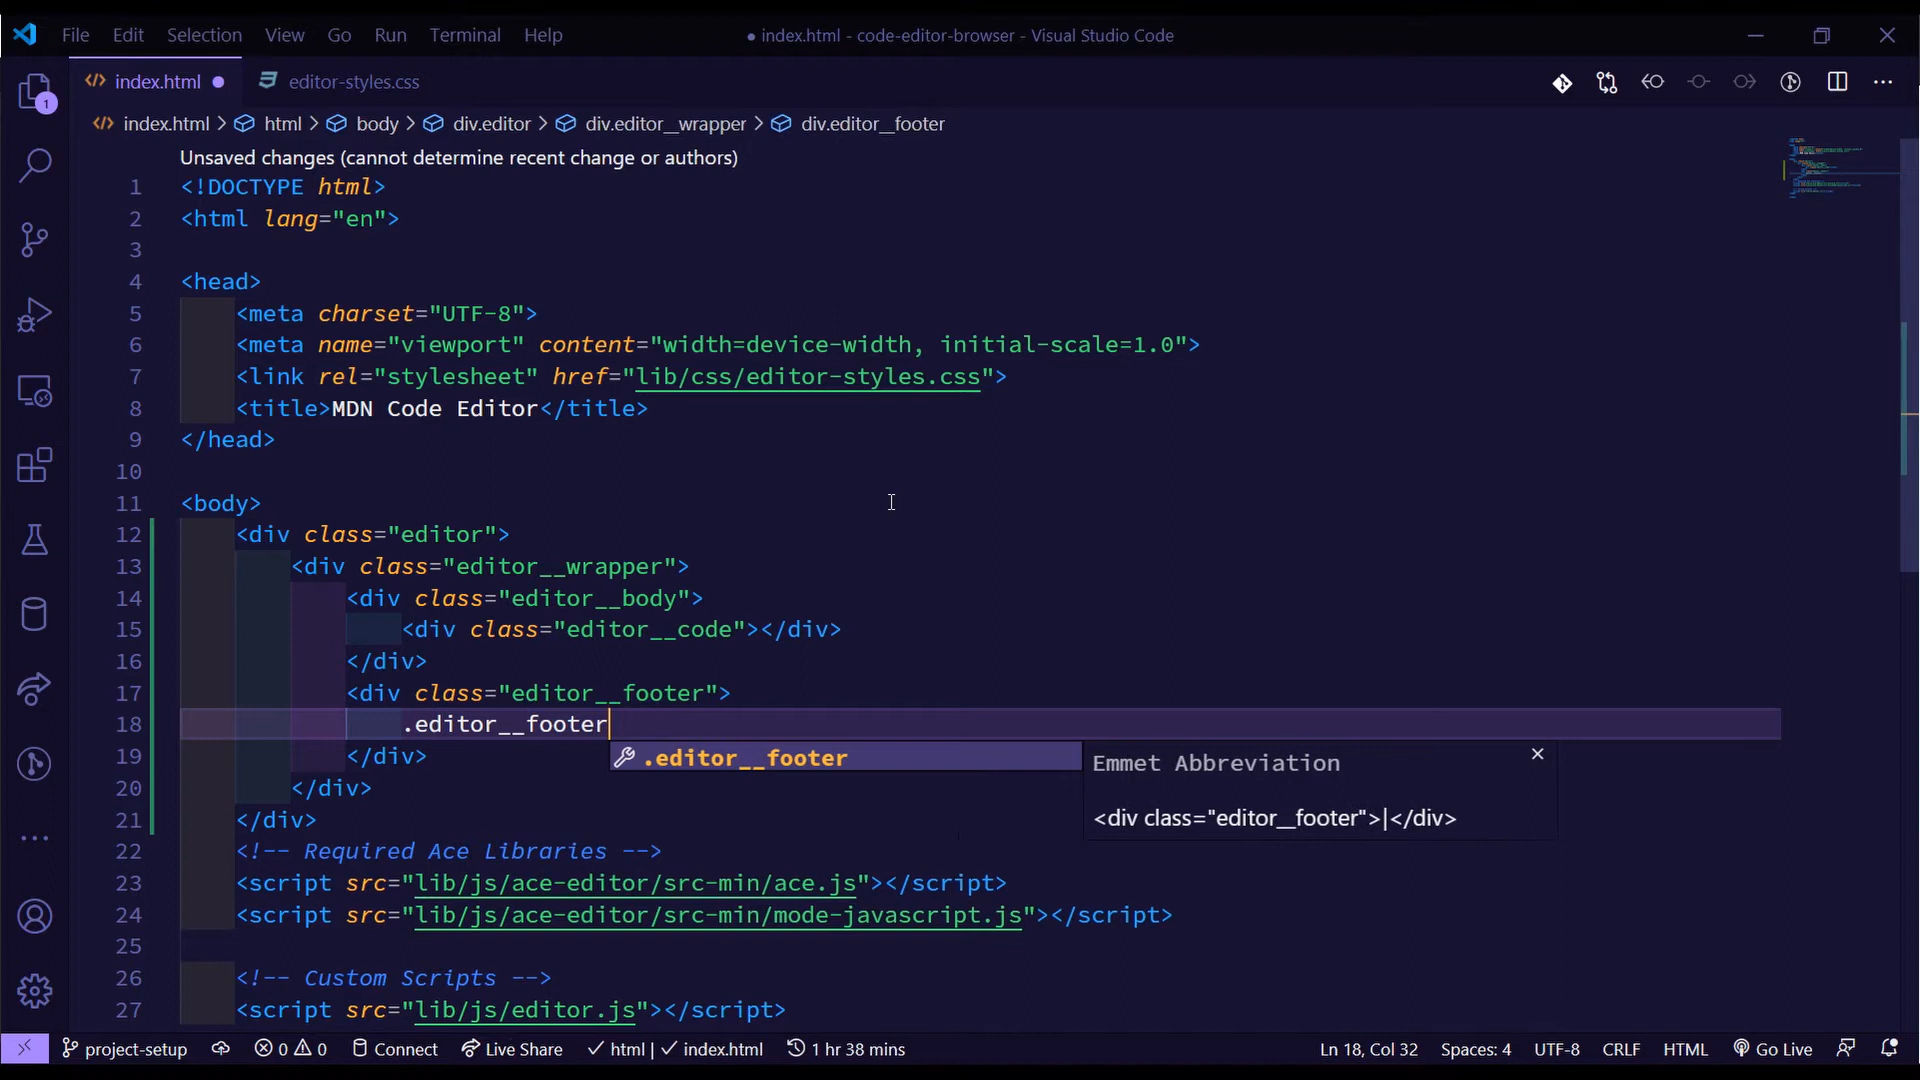 File Edit Selection View Go Run Terminal Help ● index.html - code-editor-browser - Visual Studio Code
index.html ● editor-styles.css
1
index.html > html > body > div.editor > div.editor__wrapper > div.editor__footer
Unsaved changes (cannot determine recent change or authors)
1 <!DOCTYPE html>
2 <html lang="en">
3
4 <head>
5 <meta charset="UTF-8">
6 <meta name="viewport" content="width=device-width, initial-scale=1.0">
7 <link rel="stylesheet" href="lib/css/editor-styles.css">
8 <title>MDN Code Editor</title>
9 </head>
10
11 <body>
12 <div class="editor">
13 <div class="editor__wrapper">
14 <div class="editor__body">
15 <div class="editor__code"></div>
16 </div>
17 <div class="editor__footer">
18 .editor__footer
19 </div>
.editor__footer
Emmet Abbreviation
<div class="editor__footer">|</div>
20 </div>
21 </div>
22 <!-- Required Ace Libraries -->
23 <script src="lib/js/ace-editor/src-min/ace.js"></script>
24 <script src="lib/js/ace-editor/src-min/mode-javascript.js"></script>
25
26 <!-- Custom Scripts -->
27 <script src="lib/js/editor.js"></script>
project-setup 0 0 Connect Live Share ✓ html | ✓ index.html 1 hr 38 mins Ln 18, Col 32 Spaces: 4 UTF-8 CRLF HTML Go Live